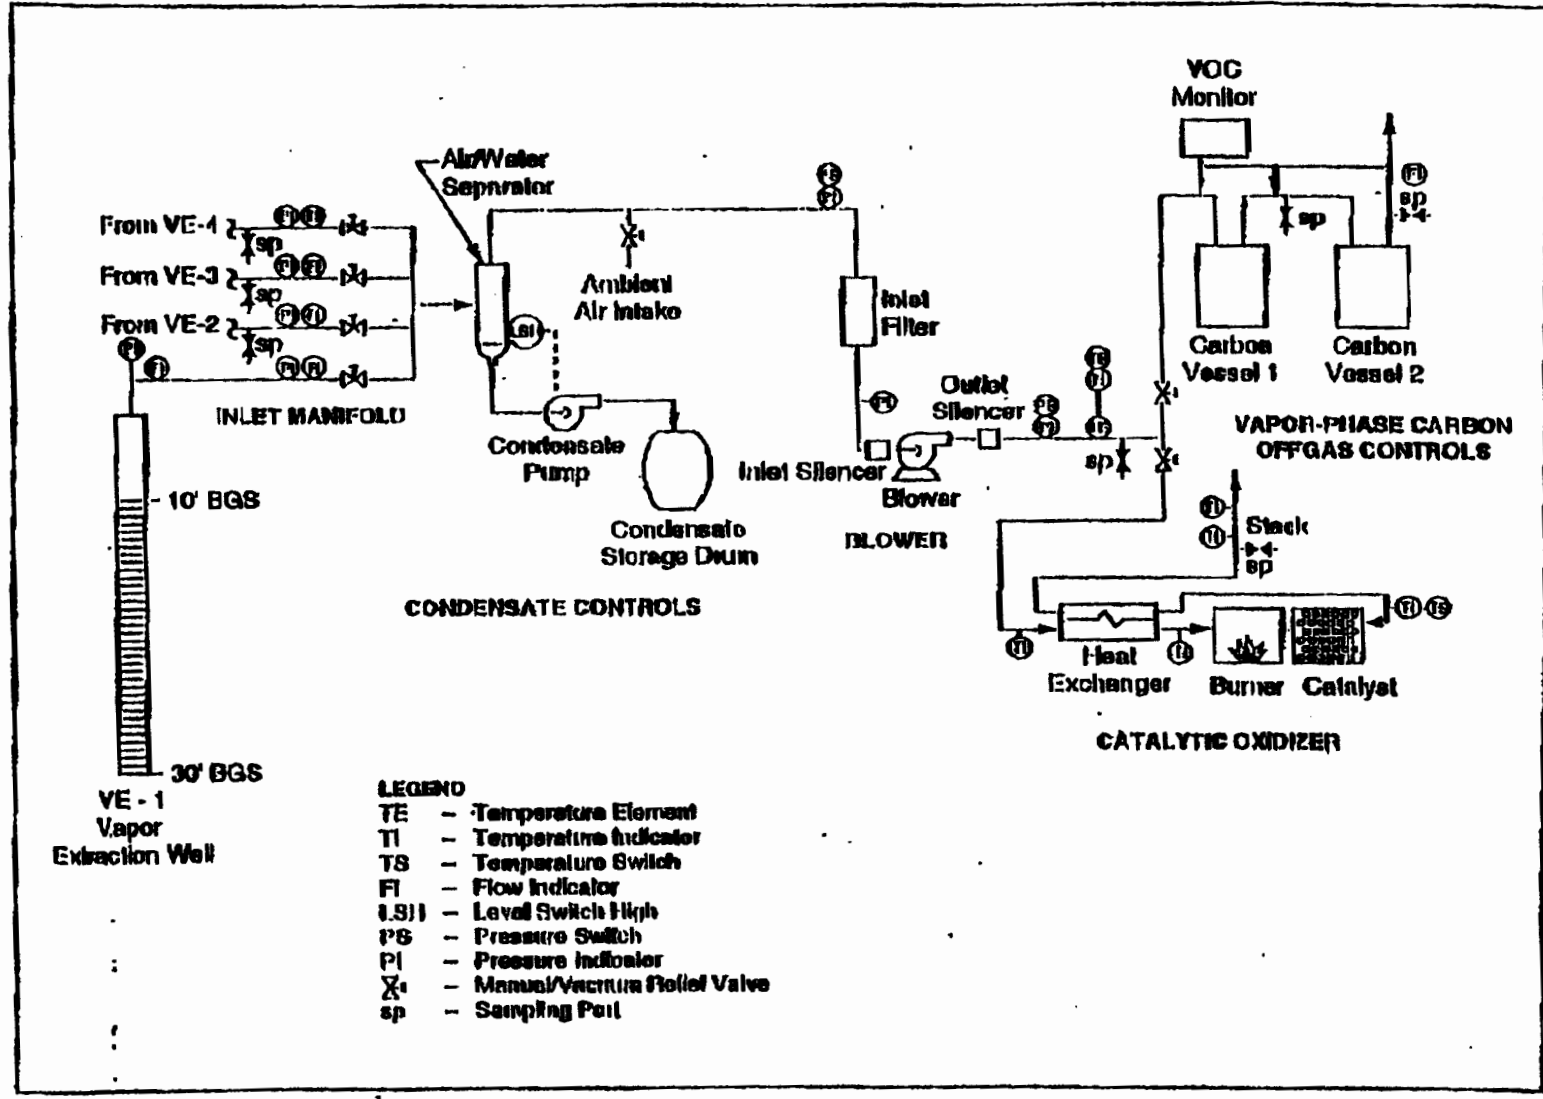 VOC
Monitor
Air/Water
Separator
From VE-4
sp
From VE-3
sp
From VE-2
sp
INLET MANIFOLD
Ambient
Air Intake
Inlet
Filter
FI
sp
sp
Carbon
Vessel 1
Carbon
Vessel 2
VAPOR-PHASE CARBON
OFFGAS CONTROLS
Condensate
Pump
Condensate
Storage Drum
CONDENSATE CONTROLS
Outlet
Silencer
Inlet Silencer
Blower
BLOWER
sp
10' BGS
30' BGS
VE - 1
Vapor
Extraction Well
Stack
sp
Heat
Exchanger
Burner
Catalyst
CATALYTIC OXIDIZER
LEGEND
TE – Temperature Element
TI – Temperature Indicator
TS – Temperature Switch
FI – Flow Indicator
LSH – Level Switch High
PS – Pressure Switch
PI – Pressure Indicator
– Manual/Vacuum Relief Valve
sp – Sampling Port